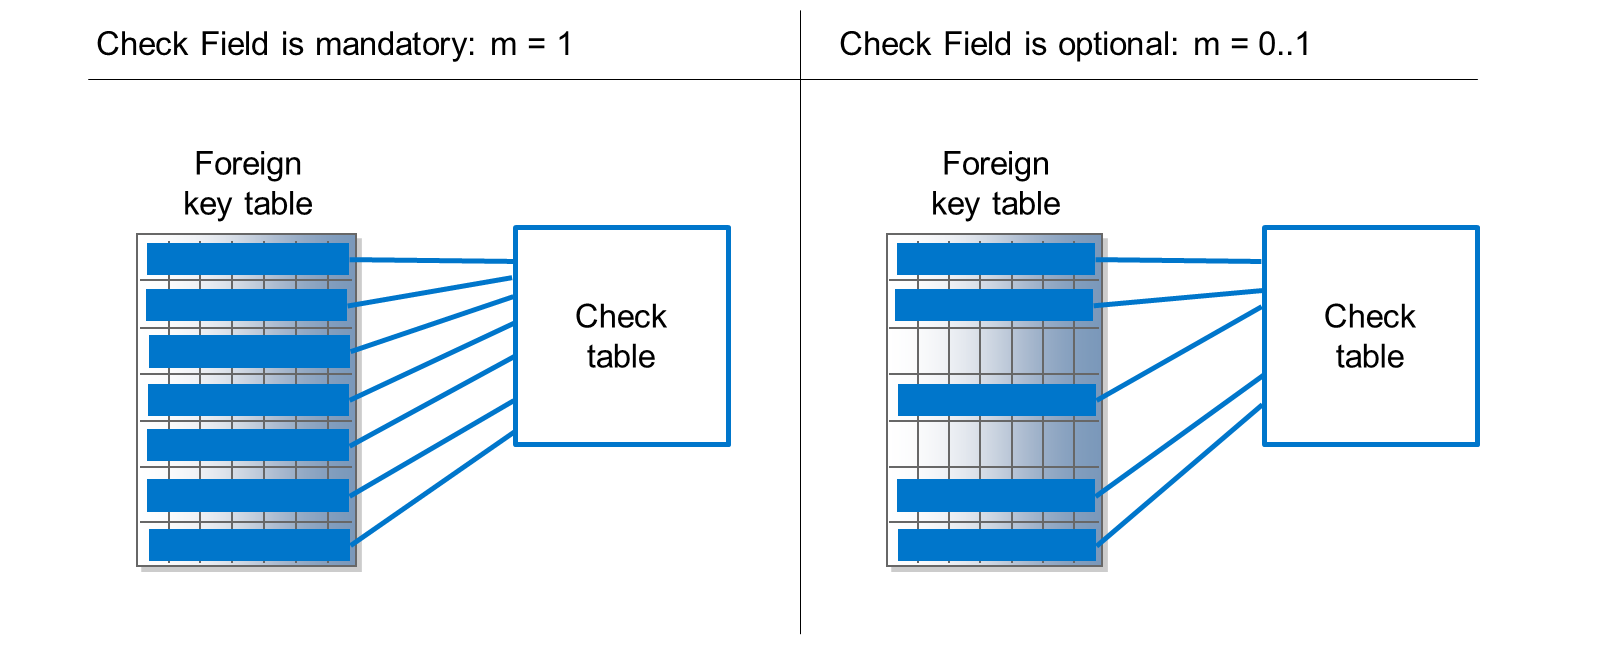 Check Field is mandatory: m = 1
Check Field is optional: m = 0..1
Foreign
key table
Check
table
Foreign
key table
Check
table